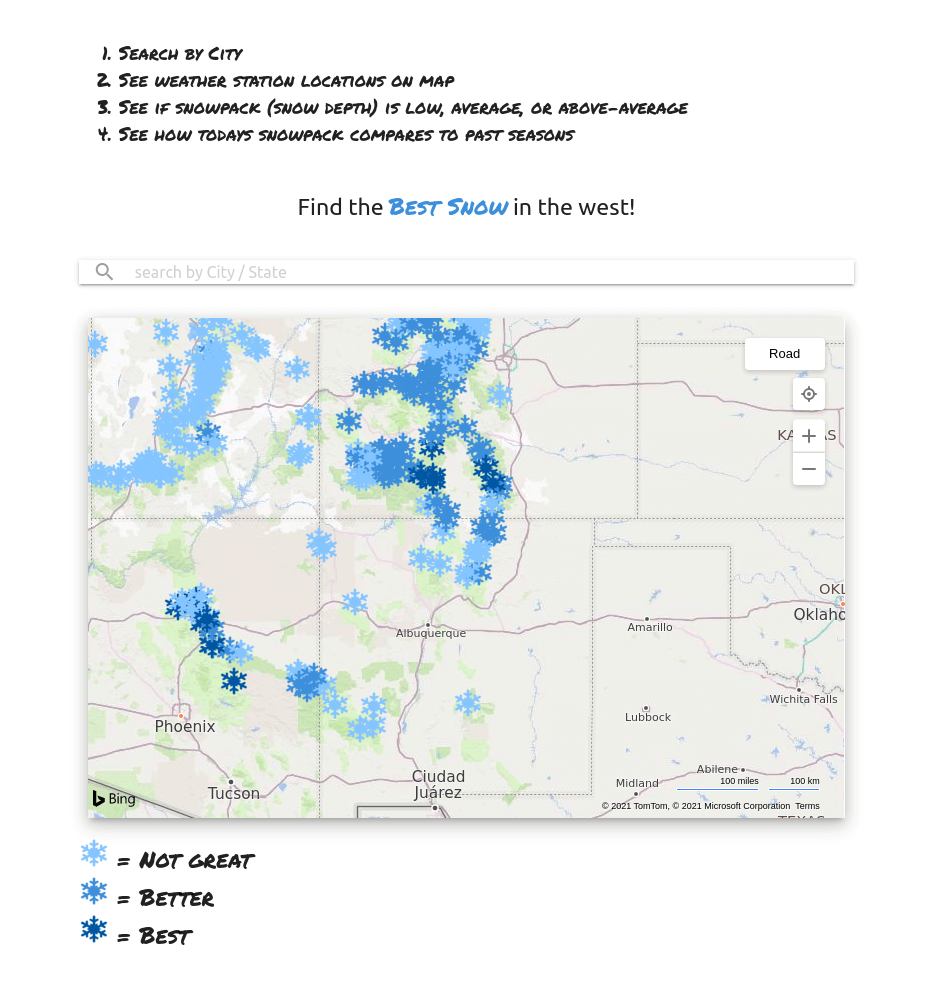 1. Search by City
2. See weather station locations on map
3. See if snowpack (snow depth) is low, average, or above-average
4. See how todays snowpack compares to past seasons
Find the Best Snow in the west!
search by City / State
Road
Albuquerque
Amarillo
Oklaho
Wichita Falls
Lubbock
Phoenix
Abilene
Ciudad
Juárez
Midland
Tucson
100 miles
100 km
Bing
© 2021 TomTom, © 2021 Microsoft Corporation
Terms
= Not great
= Better
= Best